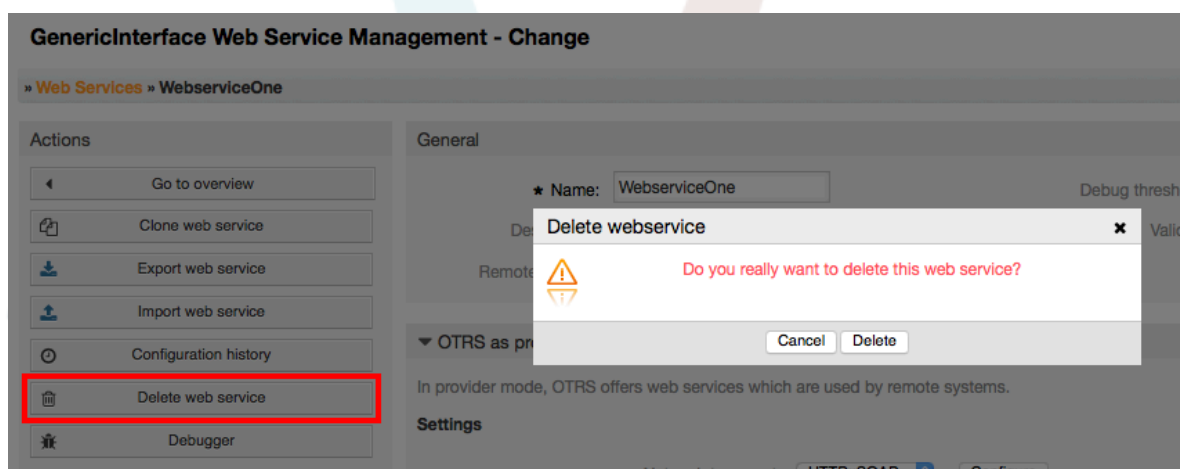 GenericInterface Web Service Management - Change
» Web Services » WebserviceOne
Actions
Go to overview
Clone web service
Export web service
Import web service
Configuration history
Delete web service
Debugger
General
★ Name: WebserviceOne
Debug thresh
De
Remote
Vali
Delete webservice ✖
Do you really want to delete this web service?
Cancel Delete
▼ OTRS as pr
In provider mode, OTRS offers web services which are used by remote systems.
Settings